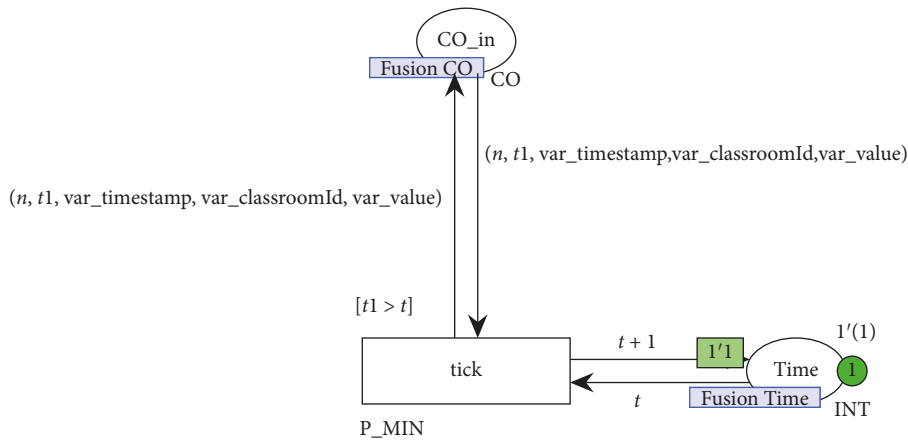 CO_in
Fusion CO
CO
(n, t1, var_timestamp,var_classroomId,var_value)
(n, t1, var_timestamp, var_classroomId, var_value)
[t1 > t]
1'(1)
t + 1
1'1
tick
Time
1
Fusion Time
t
INT
P_MIN